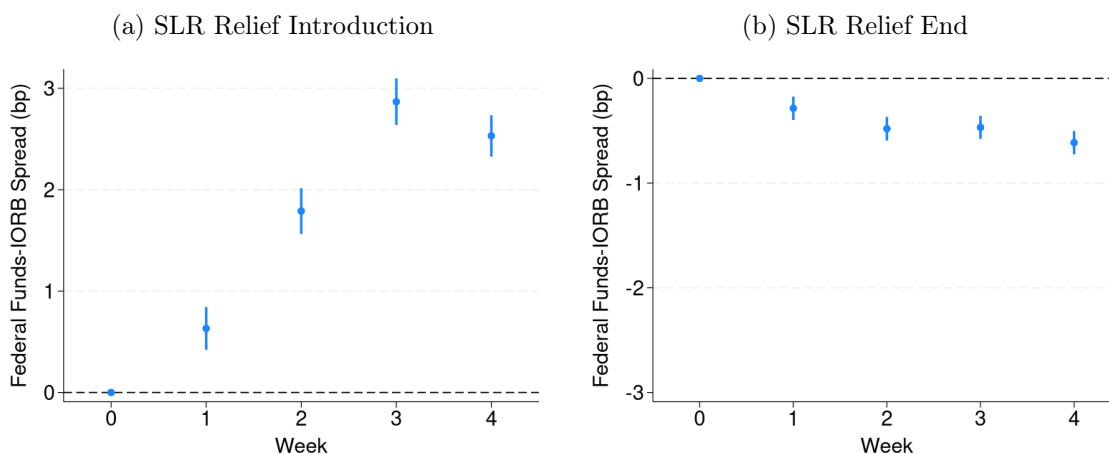 (a) SLR Relief Introduction
Federal Funds-IORB Spread (bp)
3
2
1
0
0 1 2 3 4
Week
(b) SLR Relief End
Federal Funds-IORB Spread (bp)
0
-1
-2
-3
0 1 2 3 4
Week